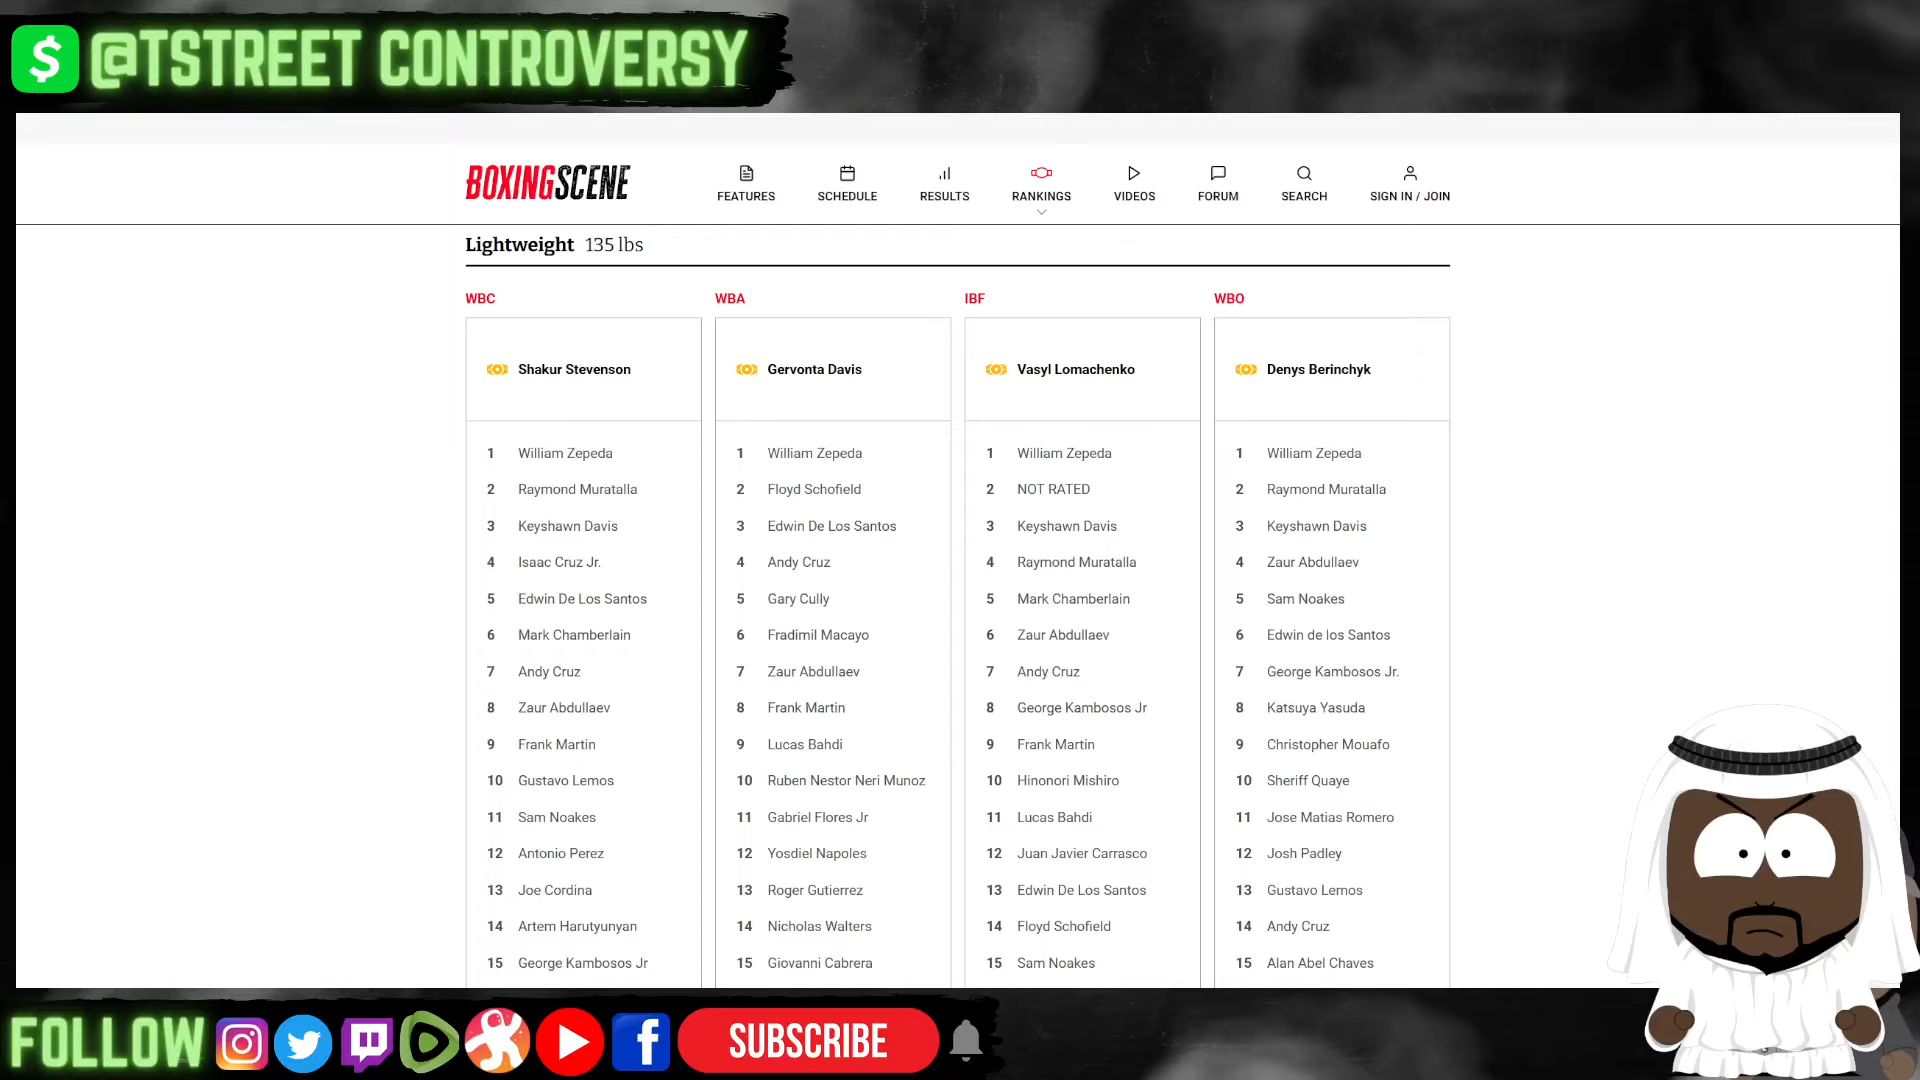 $ @TSTREET CONTROVERSY
BOXINGSCENE
FEATURES
SCHEDULE
RESULTS
RANKINGS
VIDEOS
FORUM
SEARCH
SIGN IN / JOIN
Lightweight 135 lbs
WBC
Shakur Stevenson
1 William Zepeda
2 Raymond Muratalla
3 Keyshawn Davis
4 Isaac Cruz Jr.
5 Edwin De Los Santos
6 Mark Chamberlain
7 Andy Cruz
8 Zaur Abdullaev
9 Frank Martin
10 Gustavo Lemos
11 Sam Noakes
12 Antonio Perez
13 Joe Cordina
14 Artem Harutyunyan
15 George Kambosos Jr
WBA
Gervonta Davis
1 William Zepeda
2 Floyd Schofield
3 Edwin De Los Santos
4 Andy Cruz
5 Gary Cully
6 Fradimil Macayo
7 Zaur Abdullaev
8 Frank Martin
9 Lucas Bahdi
10 Ruben Nestor Neri Munoz
11 Gabriel Flores Jr
12 Yosdiel Napoles
13 Roger Gutierrez
14 Nicholas Walters
15 Giovanni Cabrera
IBF
Vasyl Lomachenko
1 William Zepeda
2 NOT RATED
3 Keyshawn Davis
4 Raymond Muratalla
5 Mark Chamberlain
6 Zaur Abdullaev
7 Andy Cruz
8 George Kambosos Jr
9 Frank Martin
10 Hinonori Mishiro
11 Lucas Bahdi
12 Juan Javier Carrasco
13 Edwin De Los Santos
14 Floyd Schofield
15 Sam Noakes
WBO
Denys Berinchyk
1 William Zepeda
2 Raymond Muratalla
3 Keyshawn Davis
4 Zaur Abdullaev
5 Sam Noakes
6 Edwin de los Santos
7 George Kambosos Jr.
8 Katsuya Yasuda
9 Christopher Mouafo
10 Sheriff Quaye
11 Jose Matias Romero
12 Josh Padley
13 Gustavo Lemos
14 Andy Cruz
15 Alan Abel Chaves
FOLLOW
SUBSCRIBE